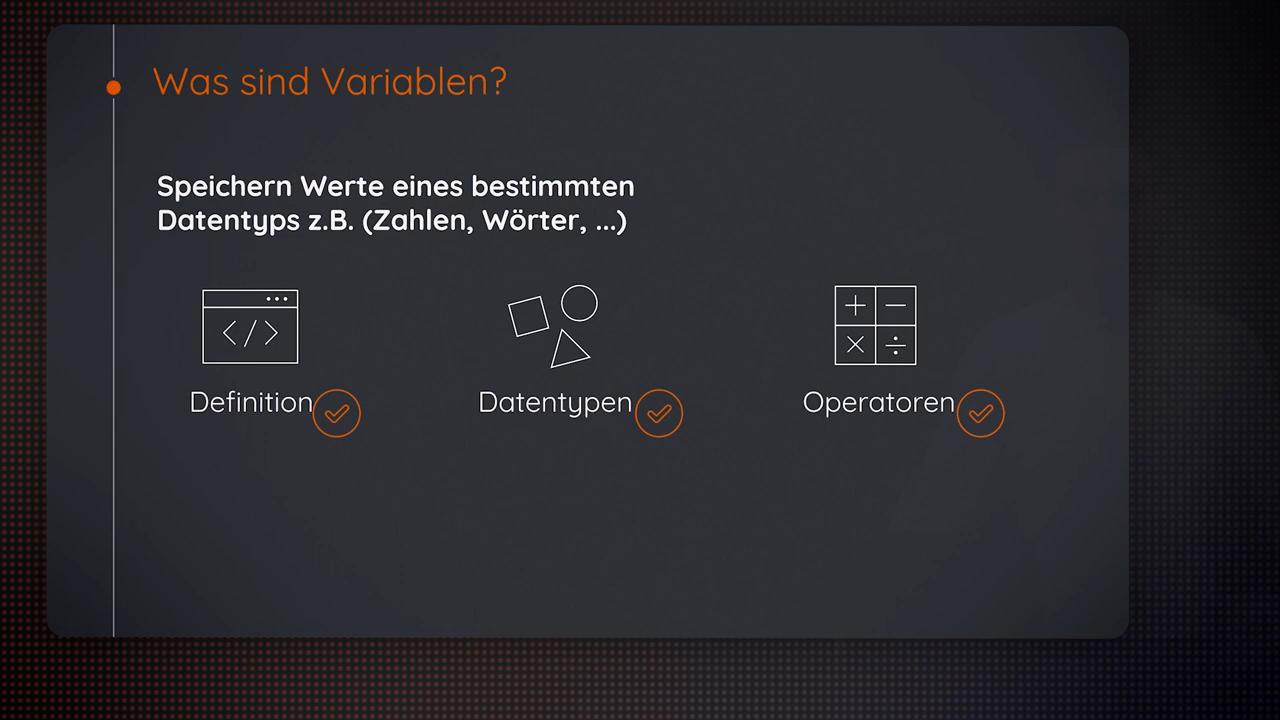 Was sind Variablen?
Speichern Werte eines bestimmten
Datentyps z.B. (Zahlen, Wörter, ...)
Definition
Datentypen
Operatoren